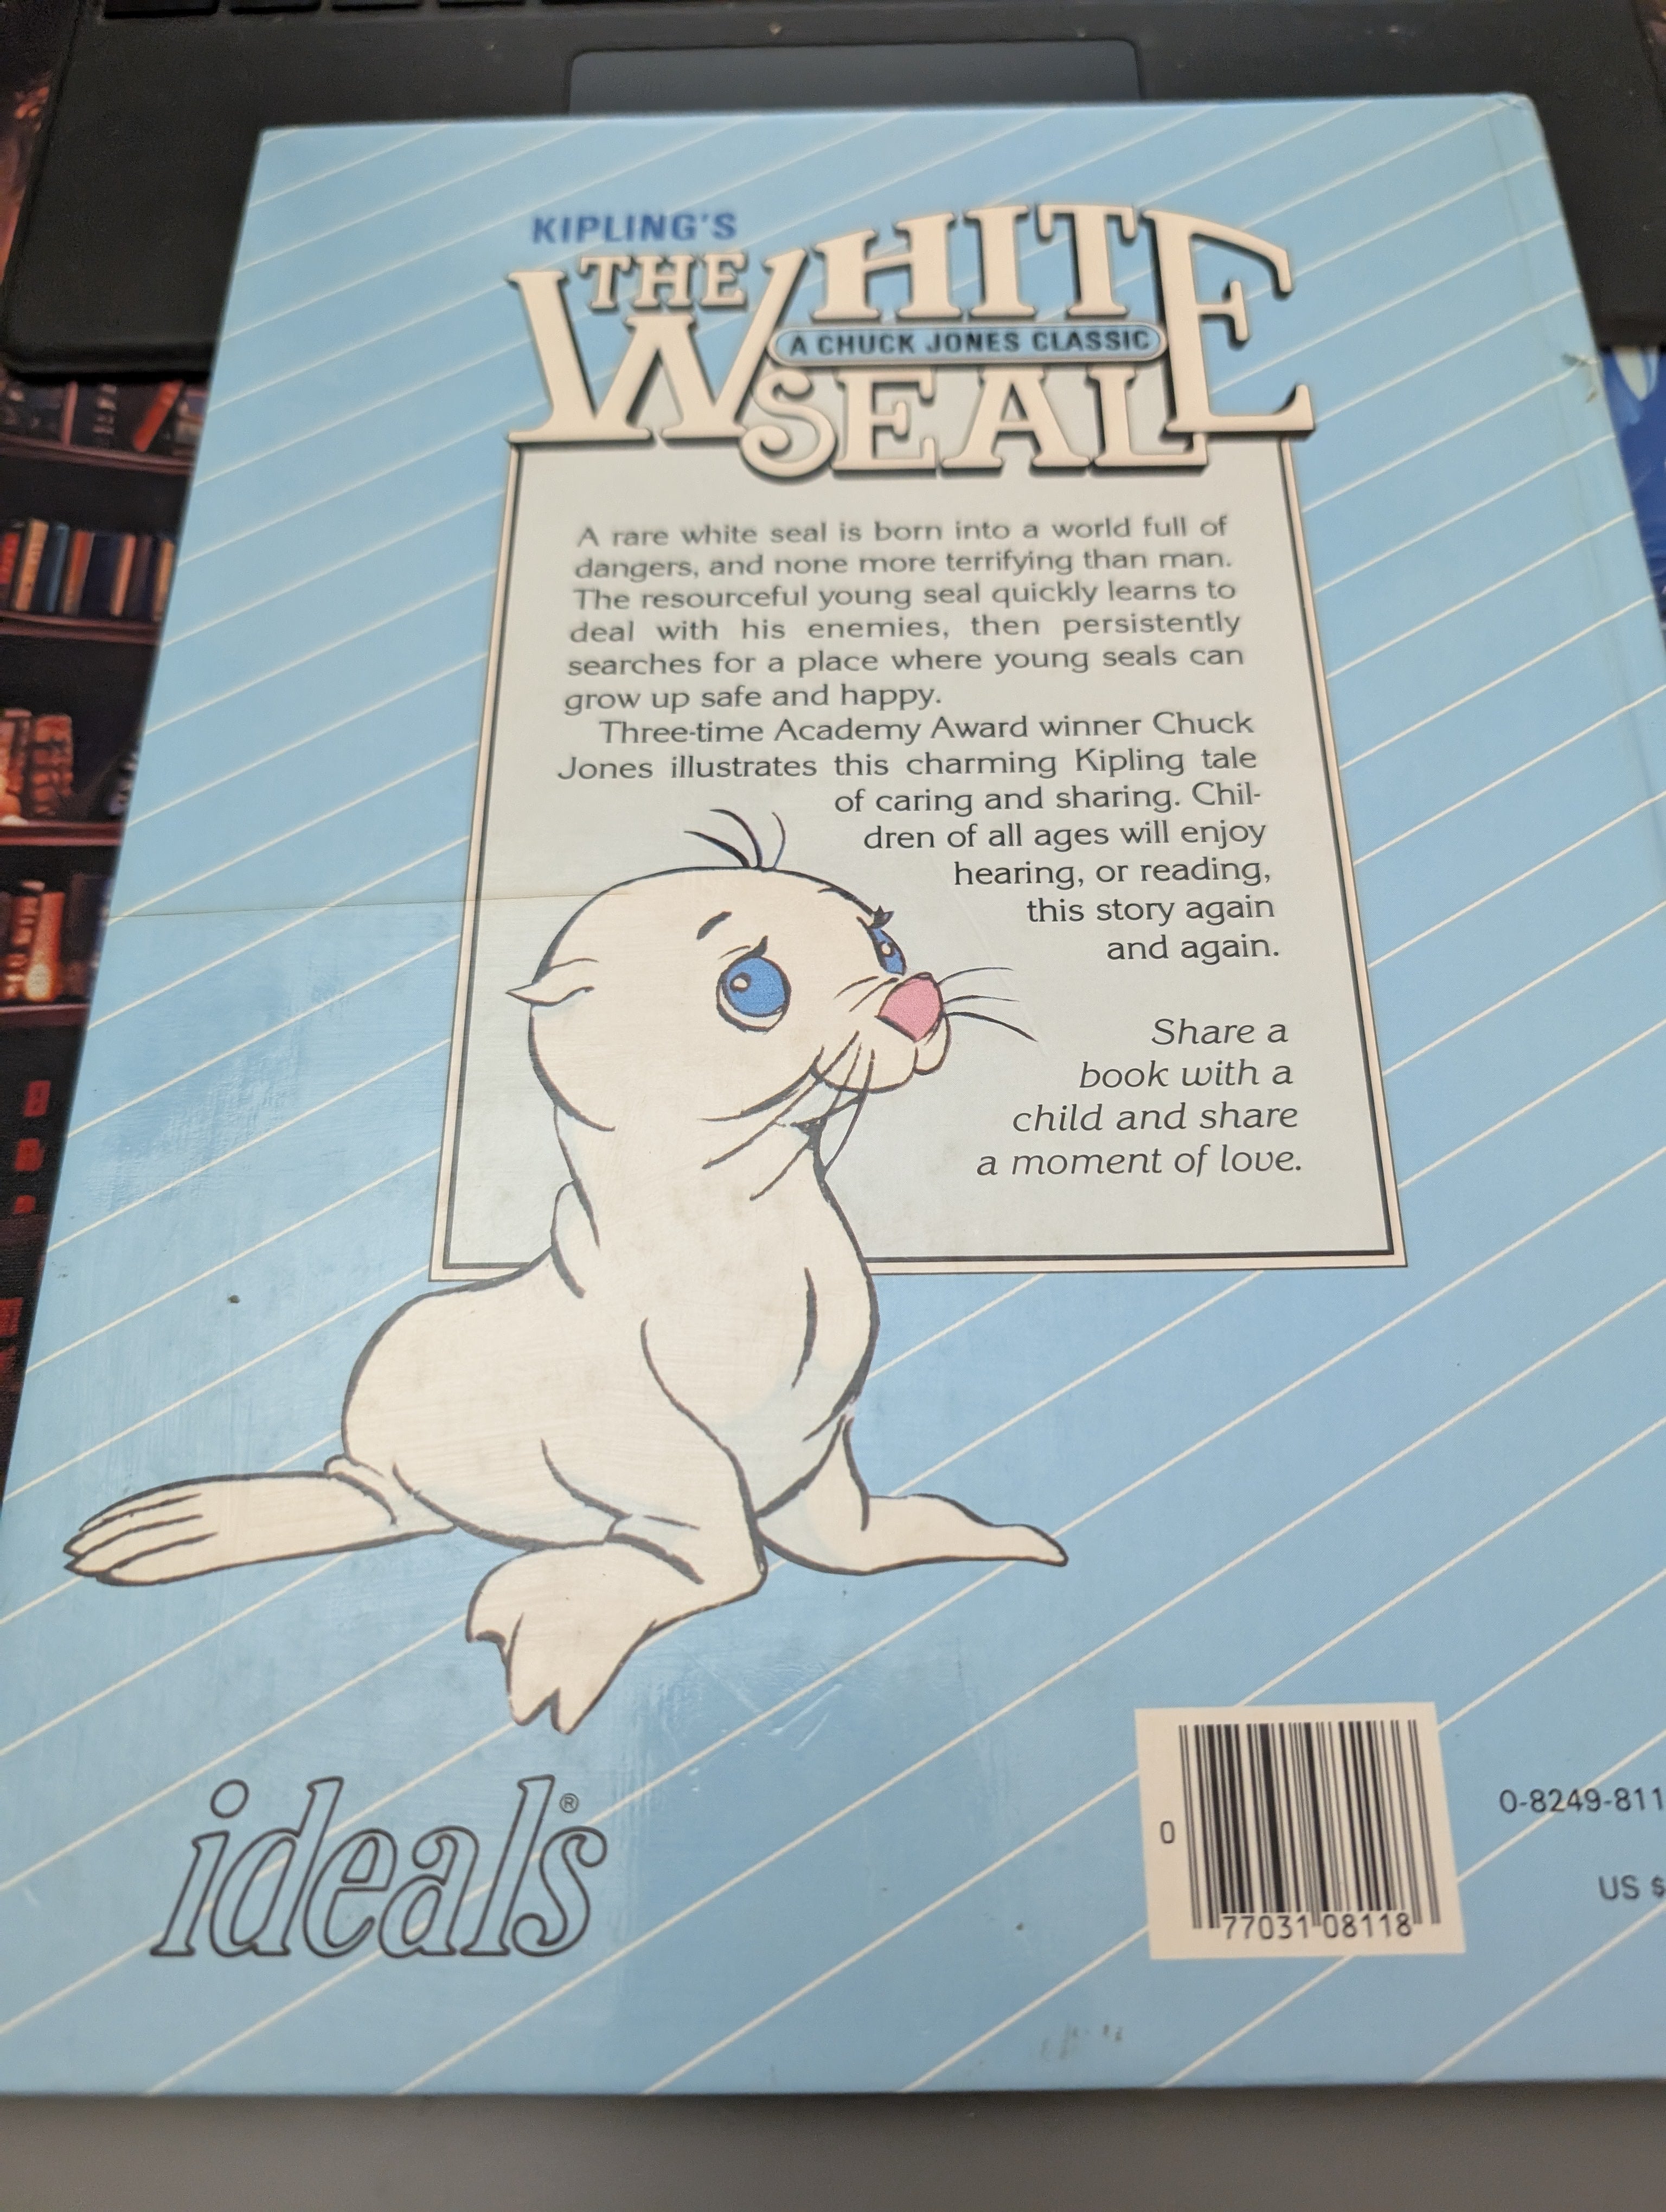 KIPLING'S
THE WHITE
A CHUCK JONES CLASSIC
SEAL
A rare white seal is born into a world full of
dangers, and none more terrifying than man.
The resourceful young seal quickly learns to
deal with his enemies, then persistently
searches for a place where young seals can
grow up safe and happy.
Three-time Academy Award winner Chuck
Jones illustrates this charming Kipling tale
of caring and sharing. Chil-
dren of all ages will enjoy
hearing, or reading,
this story again
and again.
Share a
book with a
child and share
a moment of love.
ideals®
0-8249-811
US $
0 77031 08118